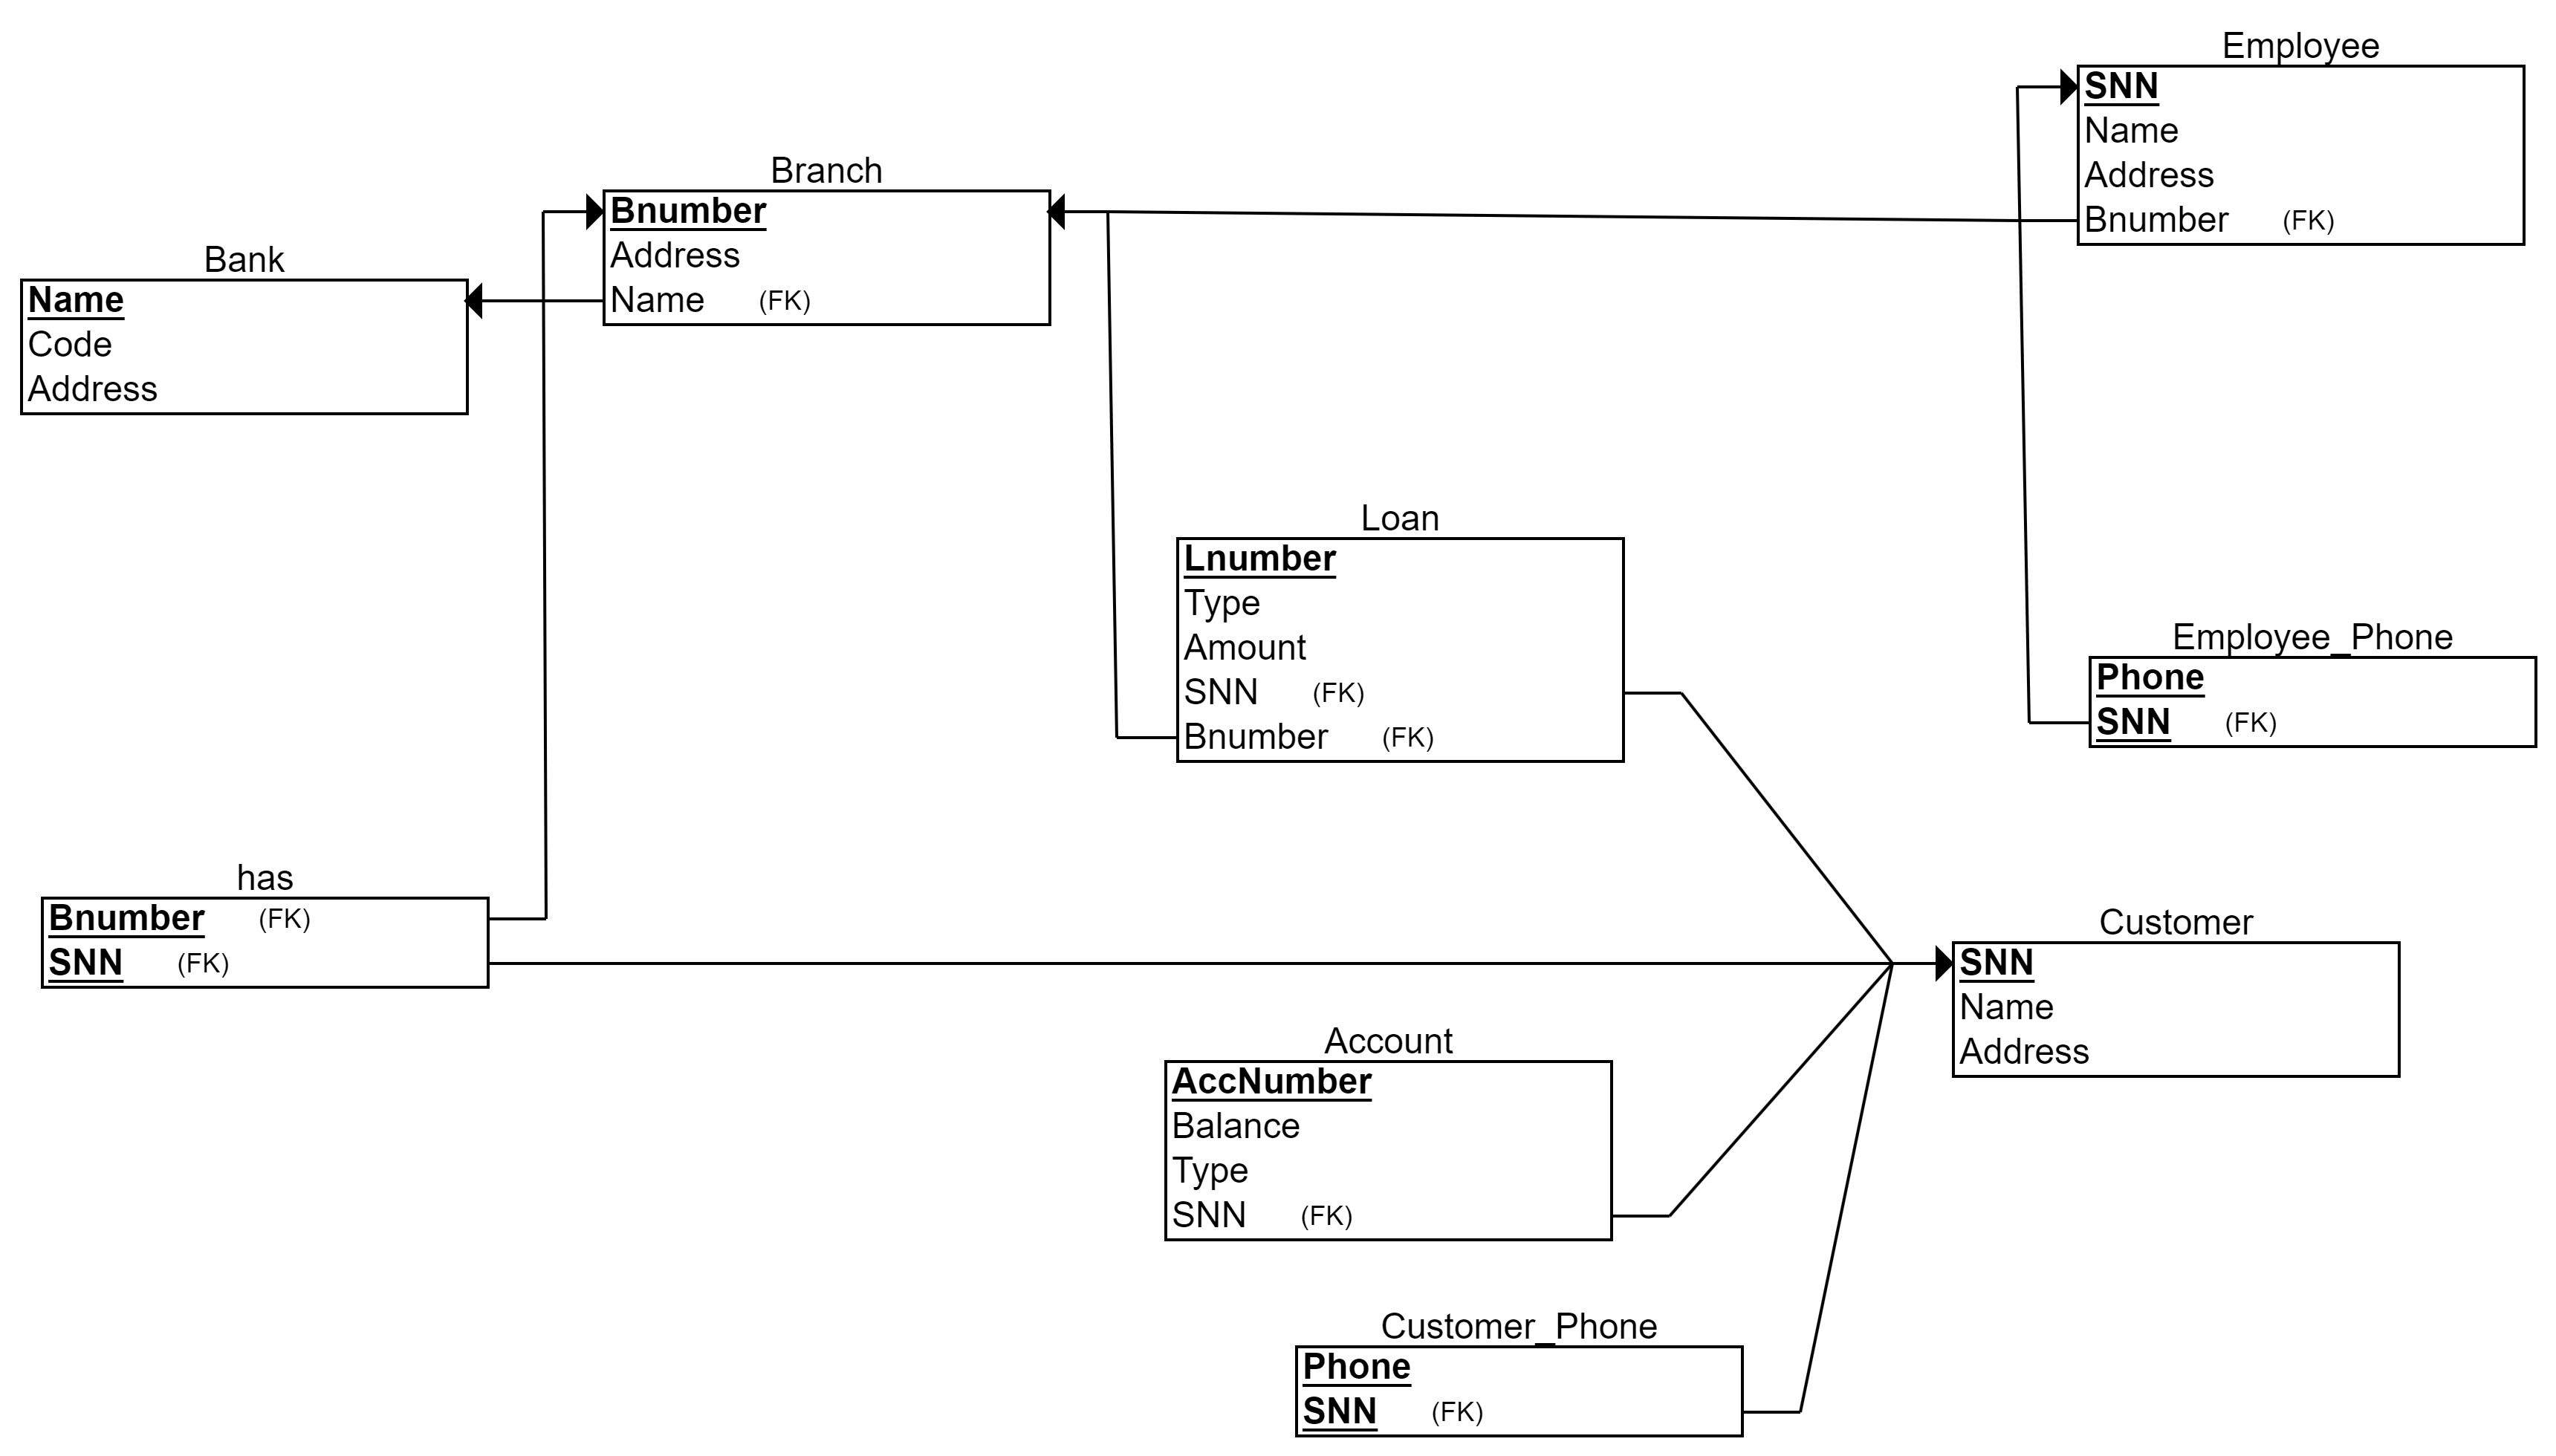 Employee
SNN
Name
Address
Bnumber (FK)
Branch
Bnumber
Address
Name (FK)
Bank
Name
Code
Address
Loan
Lnumber
Type
Amount
SNN (FK)
Bnumber (FK)
Employee_Phone
Phone
SNN (FK)
has
Bnumber (FK)
SNN (FK)
Customer
SNN
Name
Address
Account
AccNumber
Balance
Type
SNN (FK)
Customer_Phone
Phone
SNN (FK)